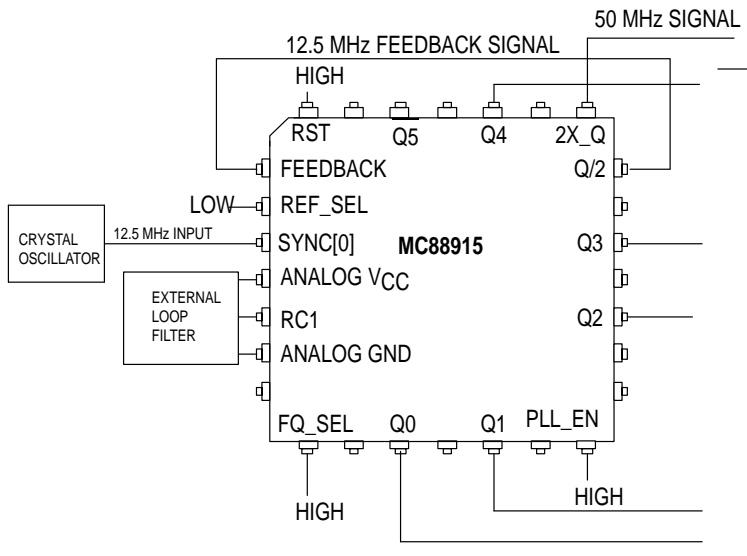 50 MHz SIGNAL
12.5 MHz FEEDBACK SIGNAL
HIGH
RST
Q5
Q4
2X_Q
FEEDBACK
Q/2
LOW
REF_SEL
CRYSTAL
OSCILLATOR
12.5 MHz INPUT
SYNC[0]
MC88915
Q3
ANALOG VCC
EXTERNAL
LOOP
FILTER
RC1
Q2
ANALOG GND
FQ_SEL
Q0
Q1
PLL_EN
HIGH
HIGH